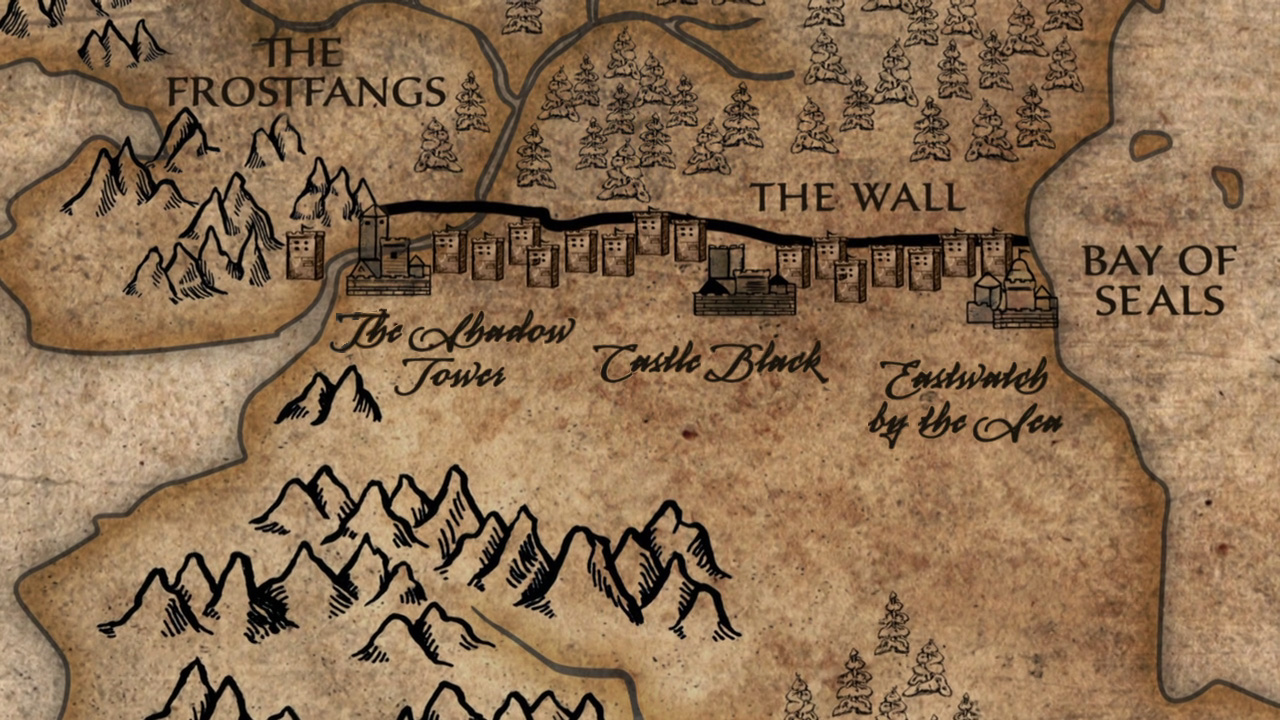 THE
FROSTFANGS
THE WALL
BAY OF
SEALS
The Shadow
Tower
Castle Black
Eastwatch
by the Sea